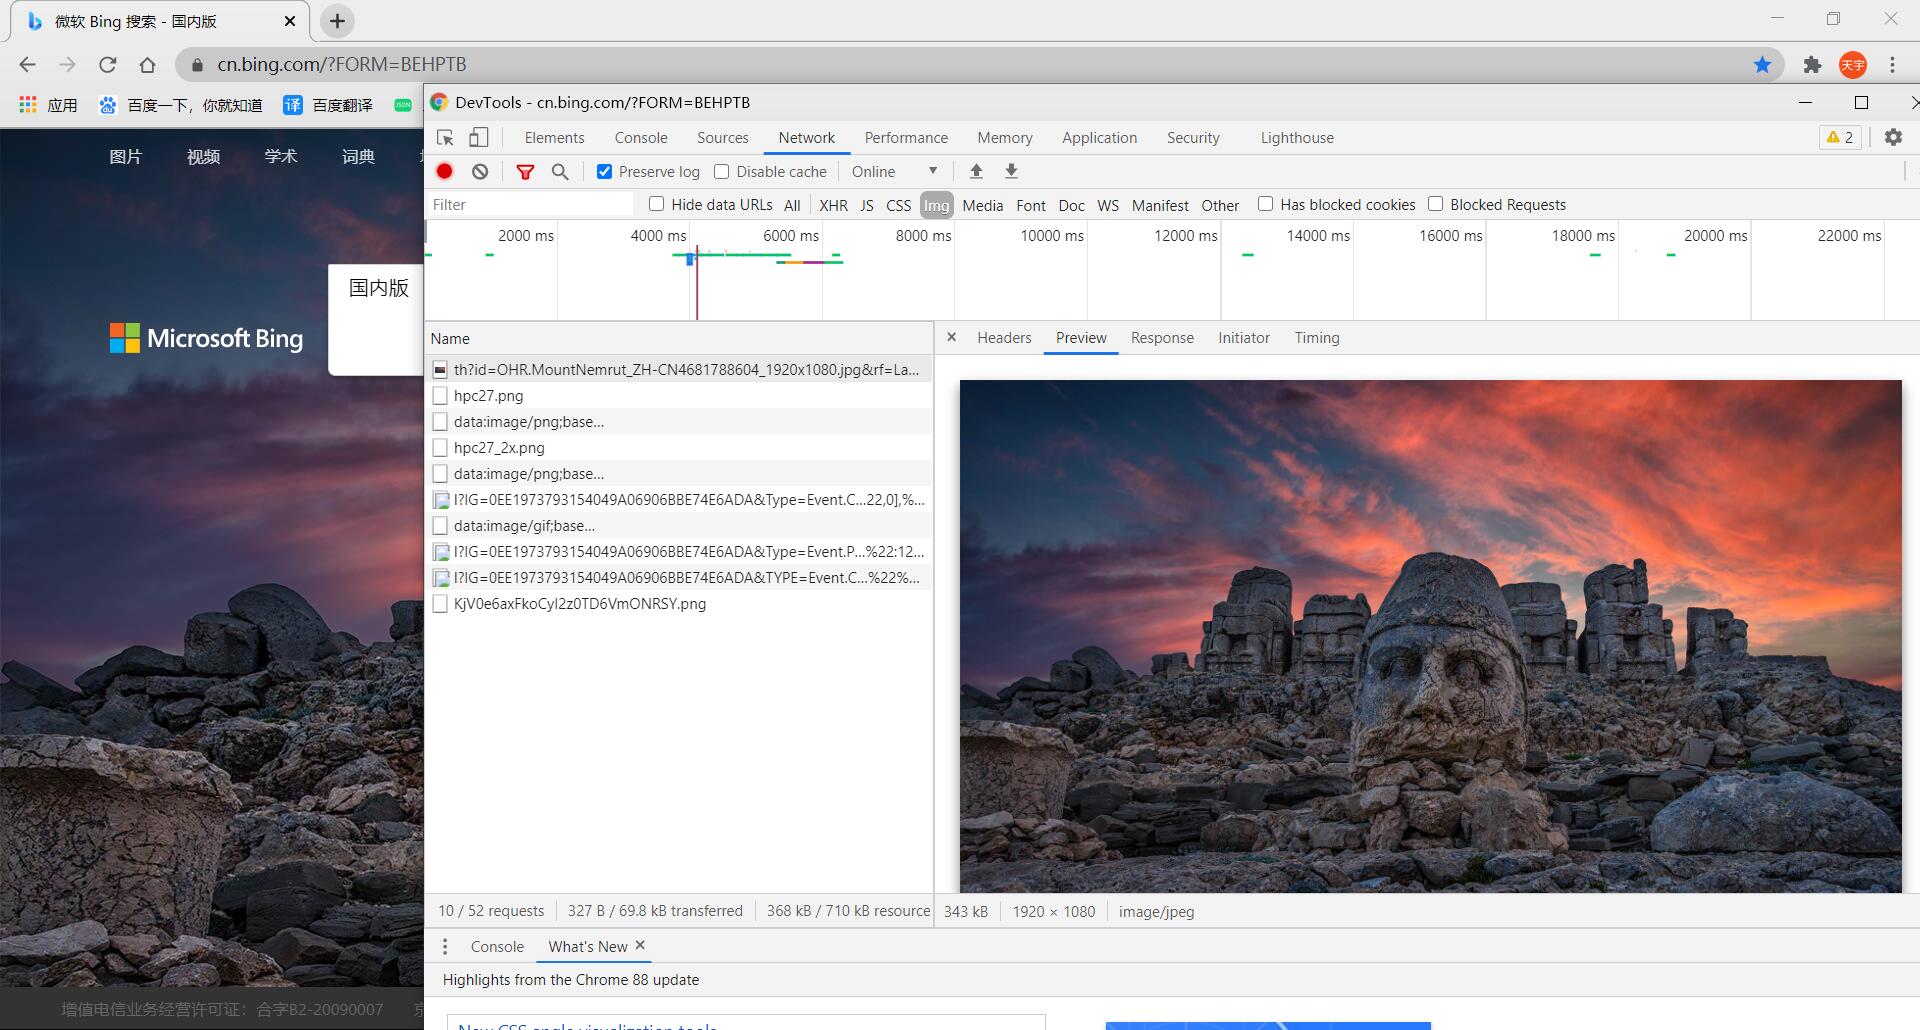 微软 Bing 搜索 - 国内版
cn.bing.com/?FORM=BEHPTB
天宇
应用 百度一下，你就知道 译 百度翻译 JSON
DevTools - cn.bing.com/?FORM=BEHPTB
图片 视频 学术 词典
国内版
Microsoft Bing
增值电信业务经营许可证：合字B2-20090007
Elements Console Sources Network Performance Memory Application Security Lighthouse 2
Preserve log Disable cache Online
Filter Hide data URLs All XHR JS CSS Img Media Font Doc WS Manifest Other Has blocked cookies Blocked Requests
2000 ms 4000 ms 6000 ms 8000 ms 10000 ms 12000 ms 14000 ms 16000 ms 18000 ms 20000 ms 22000 ms
Name
th?id=OHR.MountNemrut_ZH-CN4681788604_1920x1080.jpg&rf=La...
hpc27.png
data:image/png;base...
hpc27_2x.png
data:image/png;base...
l?IG=0EE1973793154049A06906BBE74E6ADA&Type=Event.C...22,0],%...
data:image/gif;base...
l?IG=0EE1973793154049A06906BBE74E6ADA&Type=Event.P...%22:12...
l?IG=0EE1973793154049A06906BBE74E6ADA&TYPE=Event.C...%22%...
KjV0e6axFkoCyI2z0TD6VmONRSY.png
Headers Preview Response Initiator Timing
10 / 52 requests 327 B / 69.8 kB transferred 368 kB / 710 kB resource
343 kB 1920 × 1080 image/jpeg
Console What's New
Highlights from the Chrome 88 update
New CSS angle visualization tools